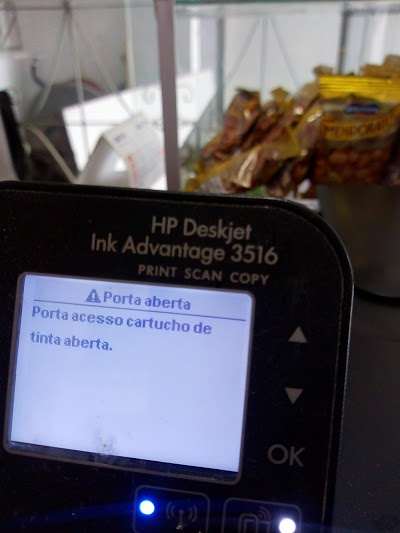 HP Deskjet
Ink Advantage 3516
PRINT SCAN COPY
Porta aberta
Porta acesso cartucho de
tinta aberta.
OK